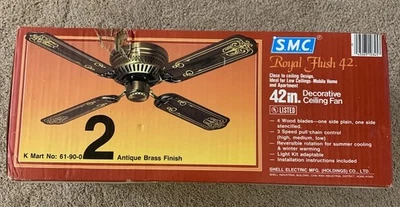 SMC
Royal Flush 42
Close to ceiling Design.
Ideal for Low Ceilings - Mobile Home
and Apartment
42in. Decorative
Ceiling Fan
UL LISTED
- 4 Wood blades—one side plain, one side
stencilled.
- 3 Speed pull chain control
(high, medium, low)
- Reversible rotation for summer cooling
& winter warming
- Light Kit adaptable
- Installation instructions included
K Mart No: 61-90-0
2
Antique Brass Finish
SHELL ELECTRIC MFG. (HOLDINGS) CO., LTD.